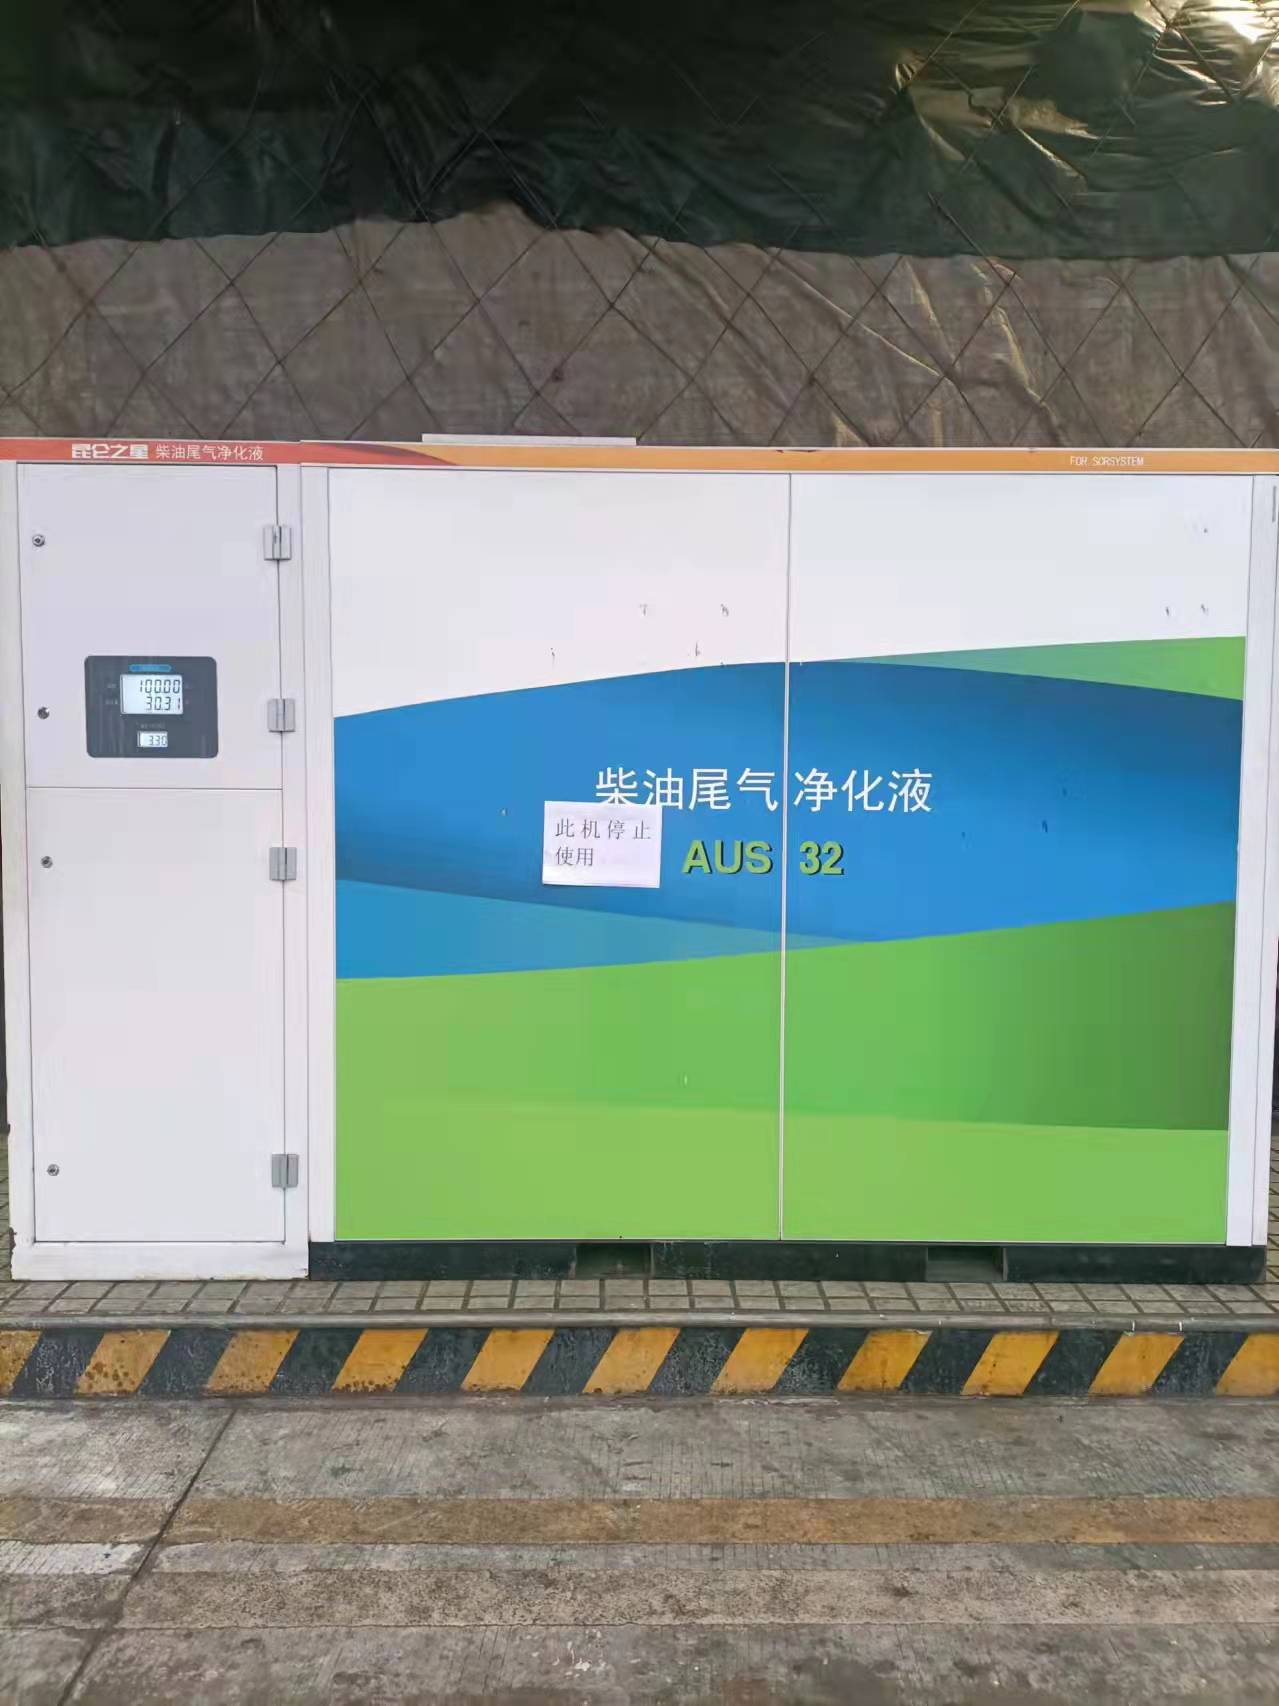 昆仑之星 柴油尾气净化液
FOR SCRSYSTEM
100.00
30.31
3.30
柴油尾气净化液
此机停止
使用
AUS 32